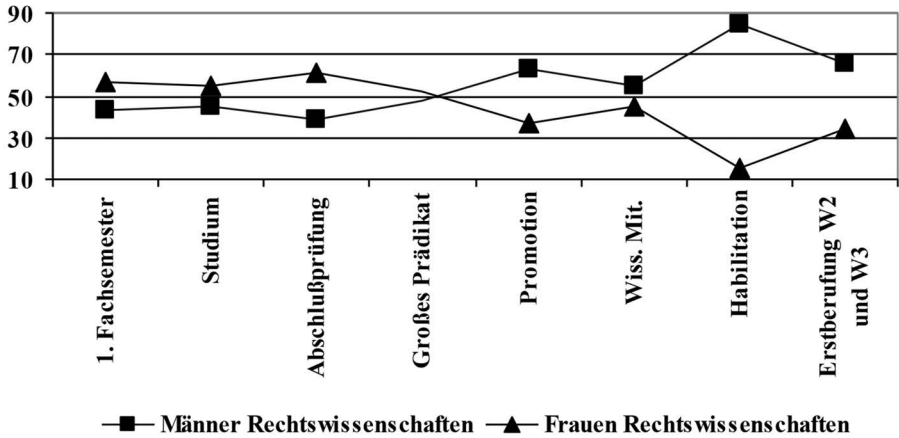 90
70
50
30
10
1. Fachsemester
Studium
Abschlußprüfung
Großes Prädikat
Promotion
Wiss. Mit.
Habilitation
Erstberufung W2
und W3
Männer Rechtswissenschaften
Frauen Rechtswissenschaften